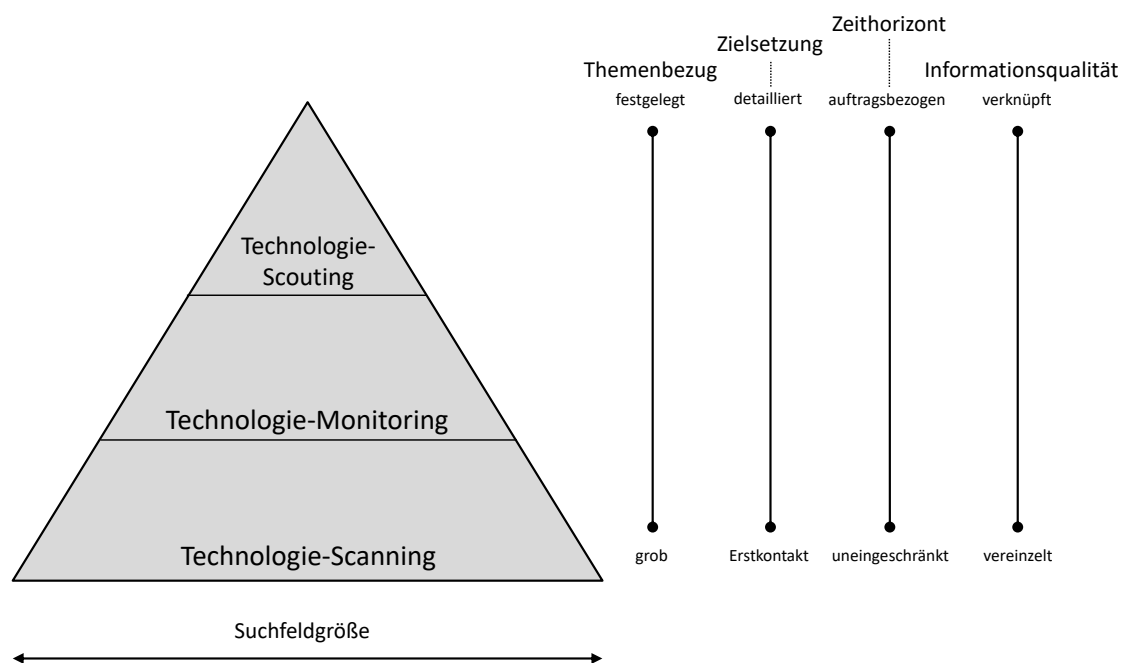 Zeithorizont
Zielsetzung
Themenbezug
Informationsqualität
festgelegt
detailliert
auftragsbezogen
verknüpft
Technologie-
Scouting
Technologie-Monitoring
Technologie-Scanning
grob
Erstkontakt
uneingeschränkt
vereinzelt
Suchfeldgröße